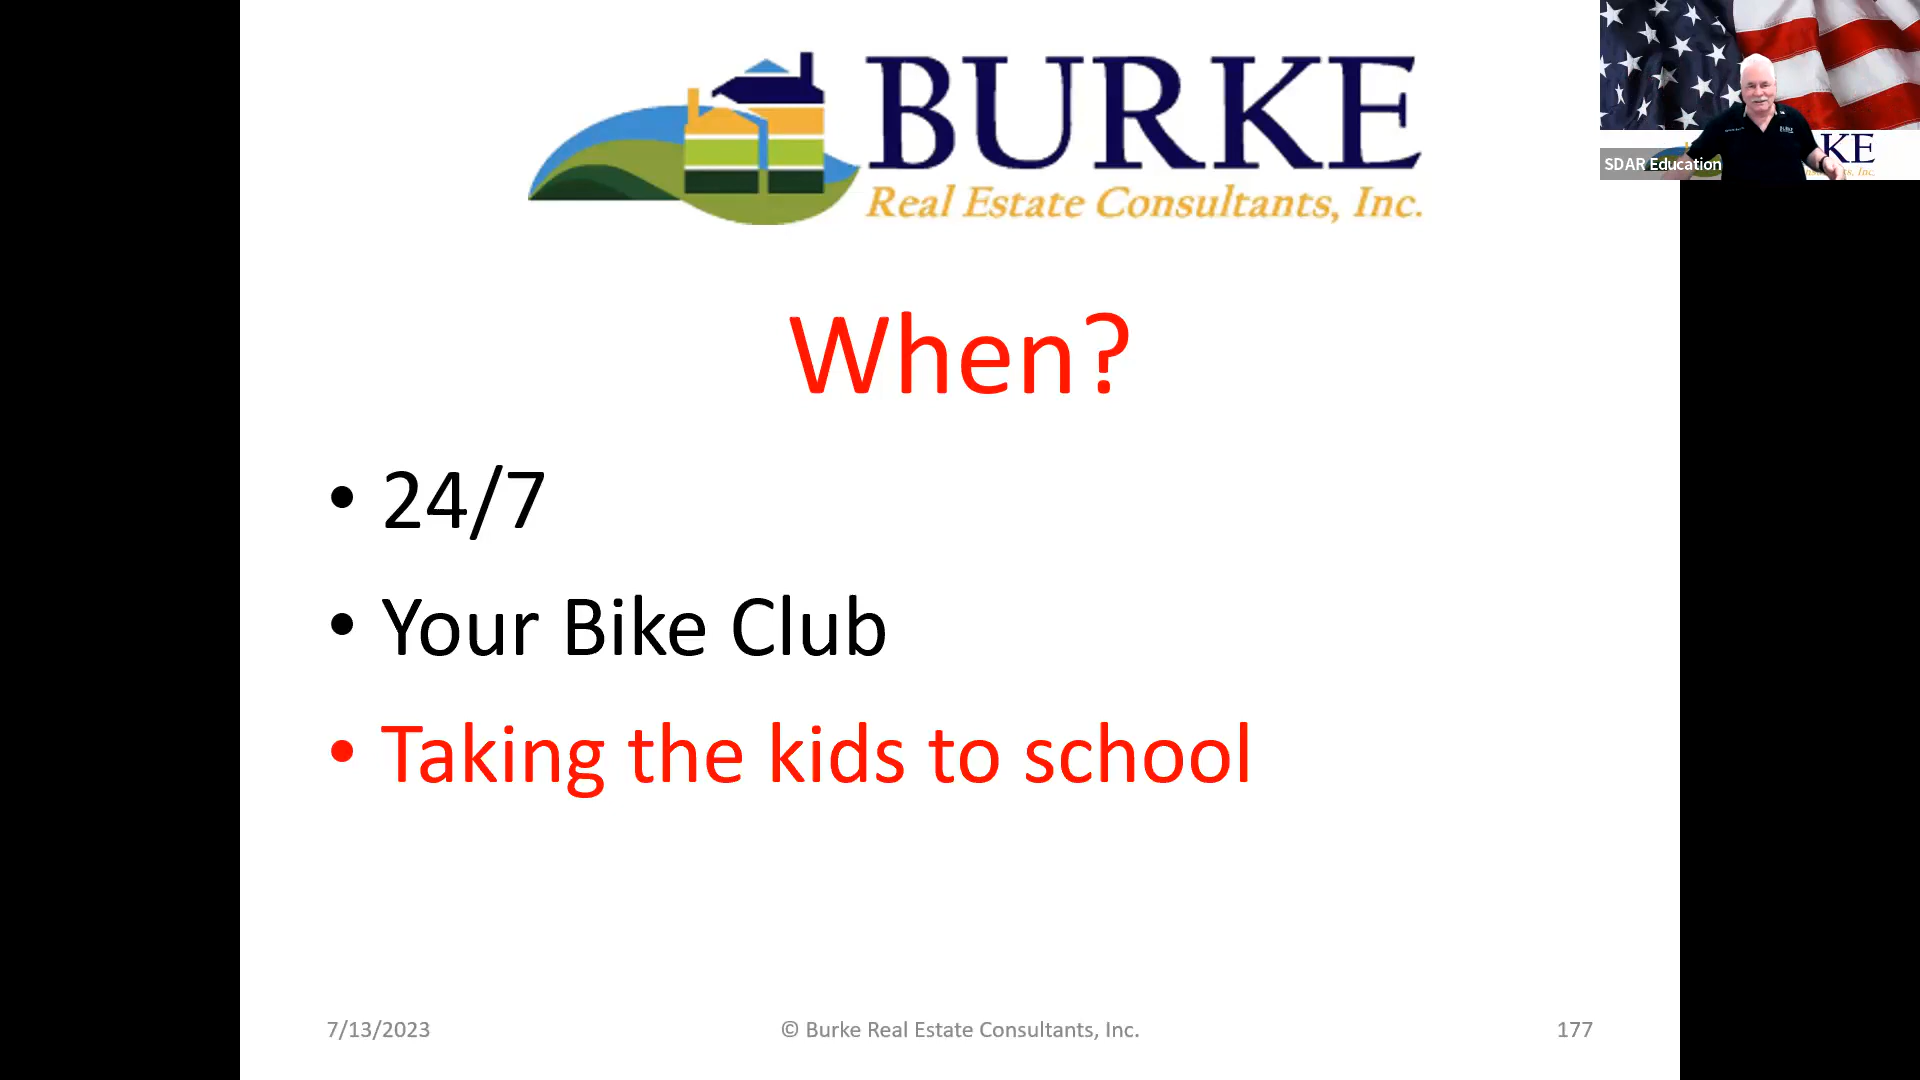 BURKE
Real Estate Consultants, Inc.
KE
SDAR Education
When?
• 24/7
• Your Bike Club
• Taking the kids to school
7/13/2023
© Burke Real Estate Consultants, Inc.
177